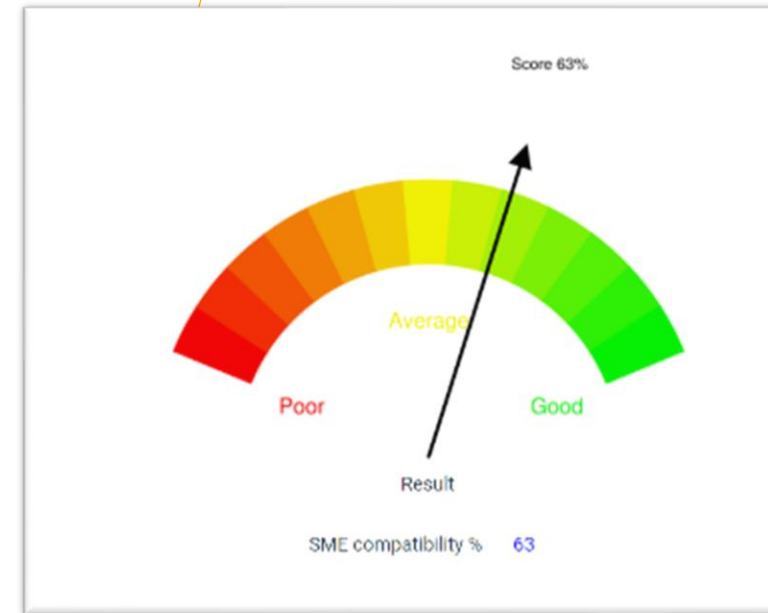 Score 63%
Average
Poor
Good
Result
SME compatibility % 63